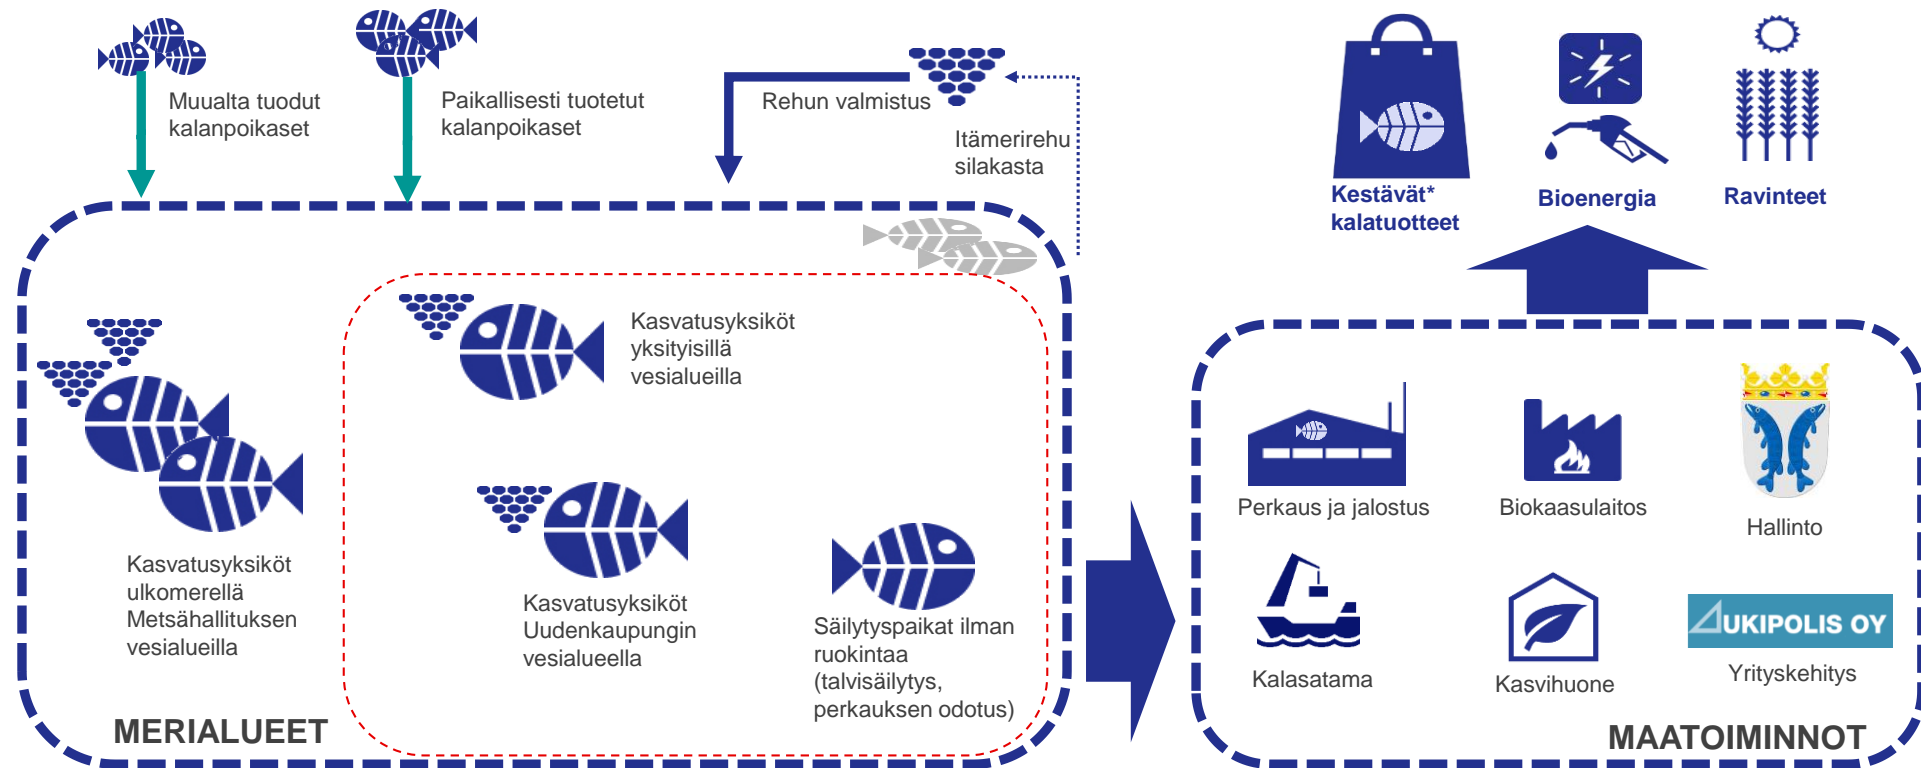 Muualta tuodut
kalanpoikaset
Paikallisesti tuotetut
kalanpoikaset
Rehun valmistus
Itämerirehu
silakasta
Kestävät*
kalatuotteet
Bioenergia
Ravinteet
Kasvatusyksiköt
yksityisillä
vesialueilla
Kasvatusyksiköt
ulkomerellä
Metsähallituksen
vesialueilla
Kasvatusyksiköt
Uudenkaupungin
vesialueella
Säilytyspaikat ilman
ruokintaa
(talvisäilytys,
perkauksen odotus)
MERIALUEET
Perkaus ja jalostus
Biokaasulaitos
Hallinto
Kalasatama
Kasvihuone
UKIPOLIS OY
Yrityskehitys
MAATOIMINNOT